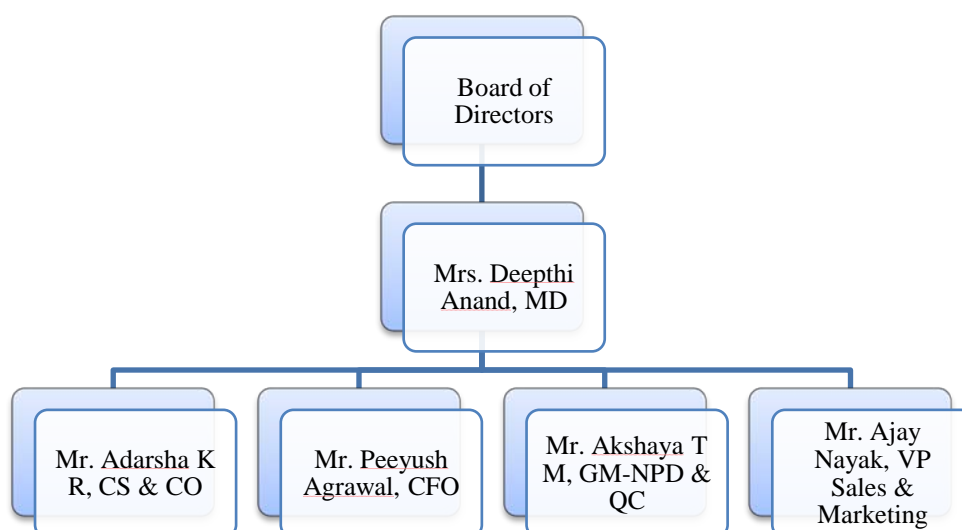 Board of
Directors
Mrs. Deepthi
Anand, MD
Mr. Adarsha K
R, CS & CO
Mr. Peeyush
Agrawal, CFO
Mr. Akshaya T
M, GM-NPD &
QC
Mr. Ajay
Nayak, VP
Sales &
Marketing